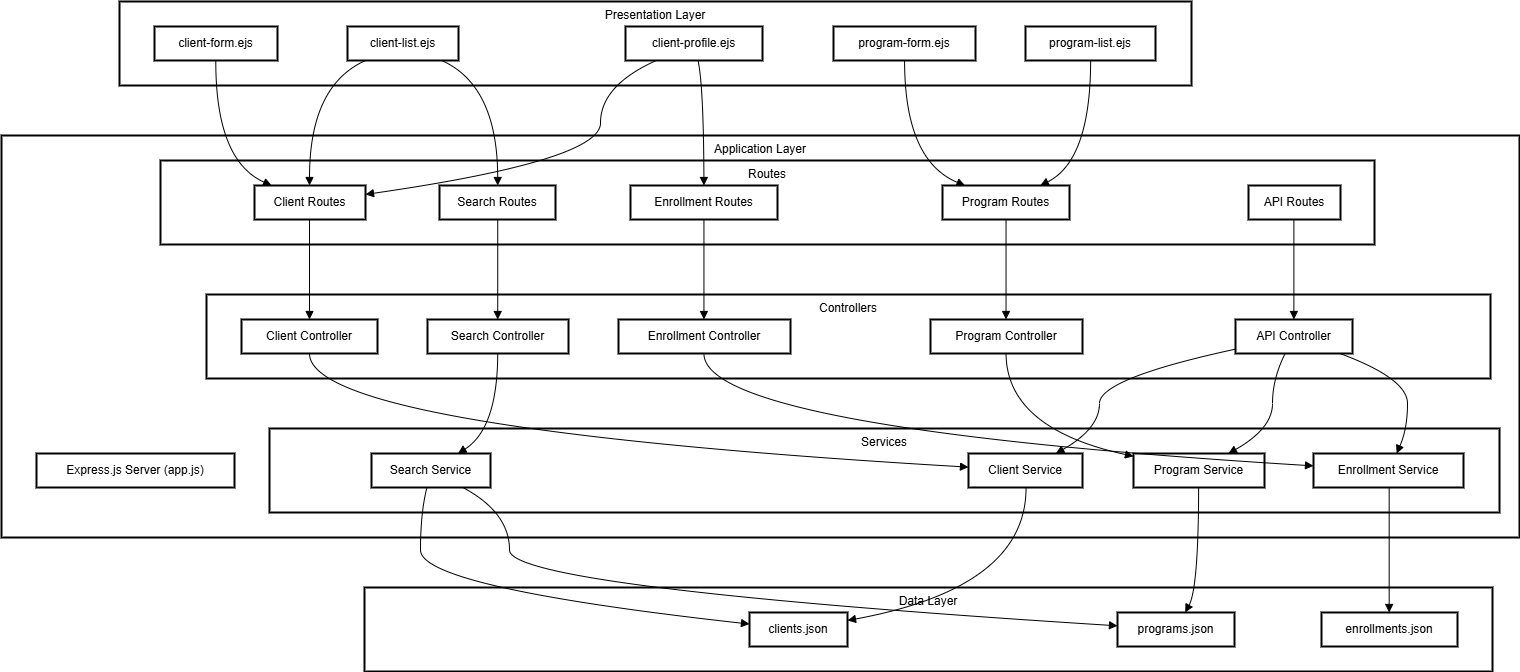 Presentation Layer
client-form.ejs
client-list.ejs
client-profile.ejs
program-form.ejs
program-list.ejs
Application Layer
Routes
Client Routes
Search Routes
Enrollment Routes
Program Routes
API Routes
Controllers
Client Controller
Search Controller
Enrollment Controller
Program Controller
API Controller
Services
Express.js Server (app.js)
Search Service
Client Service
Program Service
Enrollment Service
Data Layer
clients.json
programs.json
enrollments.json